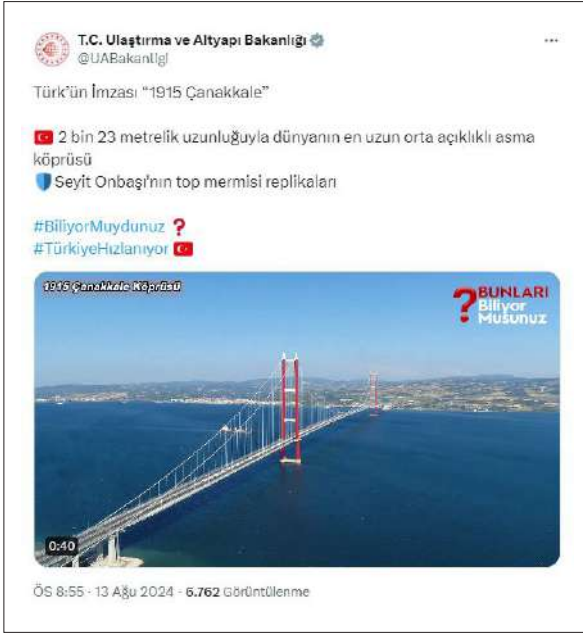 T.C. Ulaştırma ve Altyapı Bakanlığı
@UABakanligi
Türk'ün İmzası “1915 Çanakkale”
2 bin 23 metrelik uzunluğuyla dünyanın en uzun orta açıklıklı asma
köprüsü
Seyit Onbaşı'nın top mermisi replikaları
#BiliyorMuydunuz ❓
#TürkiyeHızlanıyor
1915 Çanakkale Köprüsü
BUNLARI
Biliyor
Musunuz
0:40
ÖS 8:55 · 13 Ağu 2024 · 6.762 Görüntülenme